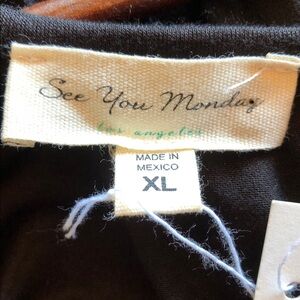 See You Monday
los angeles
MADE IN
MEXICO
XL